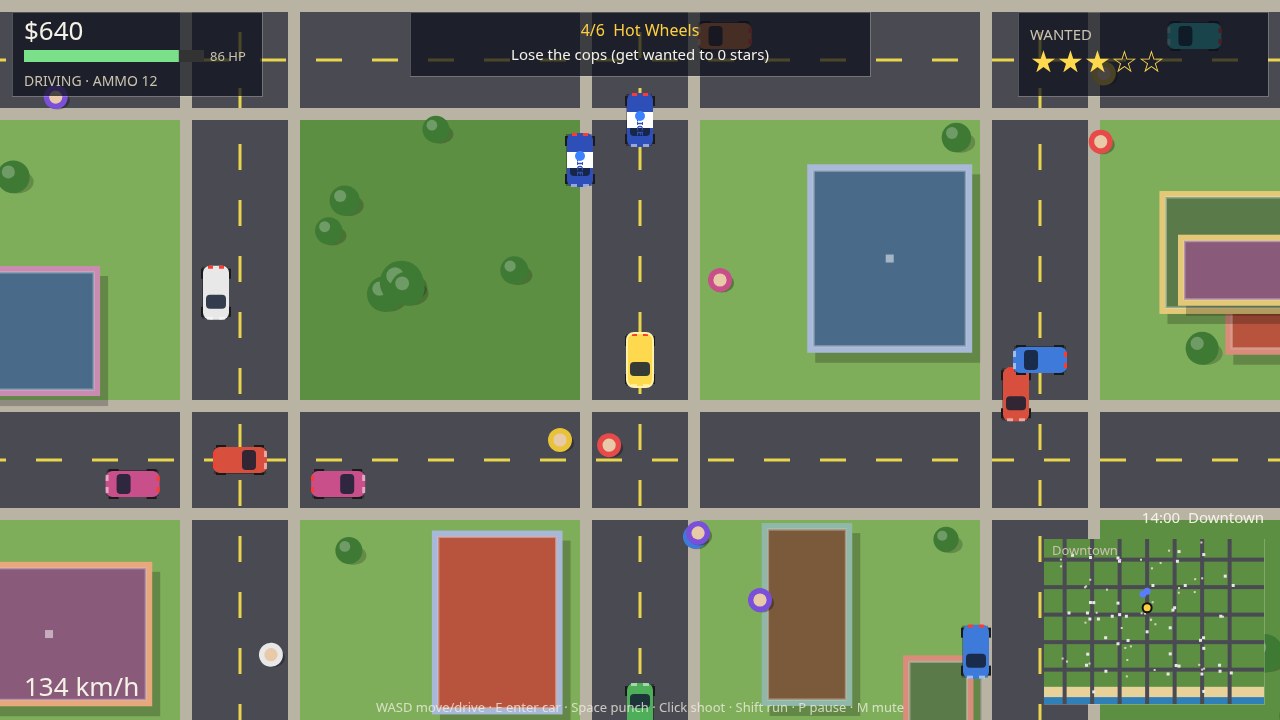 $640
86 HP
DRIVING · AMMO 12
4/6 Hot Wheels
Lose the cops (get wanted to 0 stars)
WANTED
★★★☆☆
14:00 Downtown
Downtown
134 km/h
WASD move/drive · E enter car · Space punch · Click shoot · Shift run · P pause · M mute